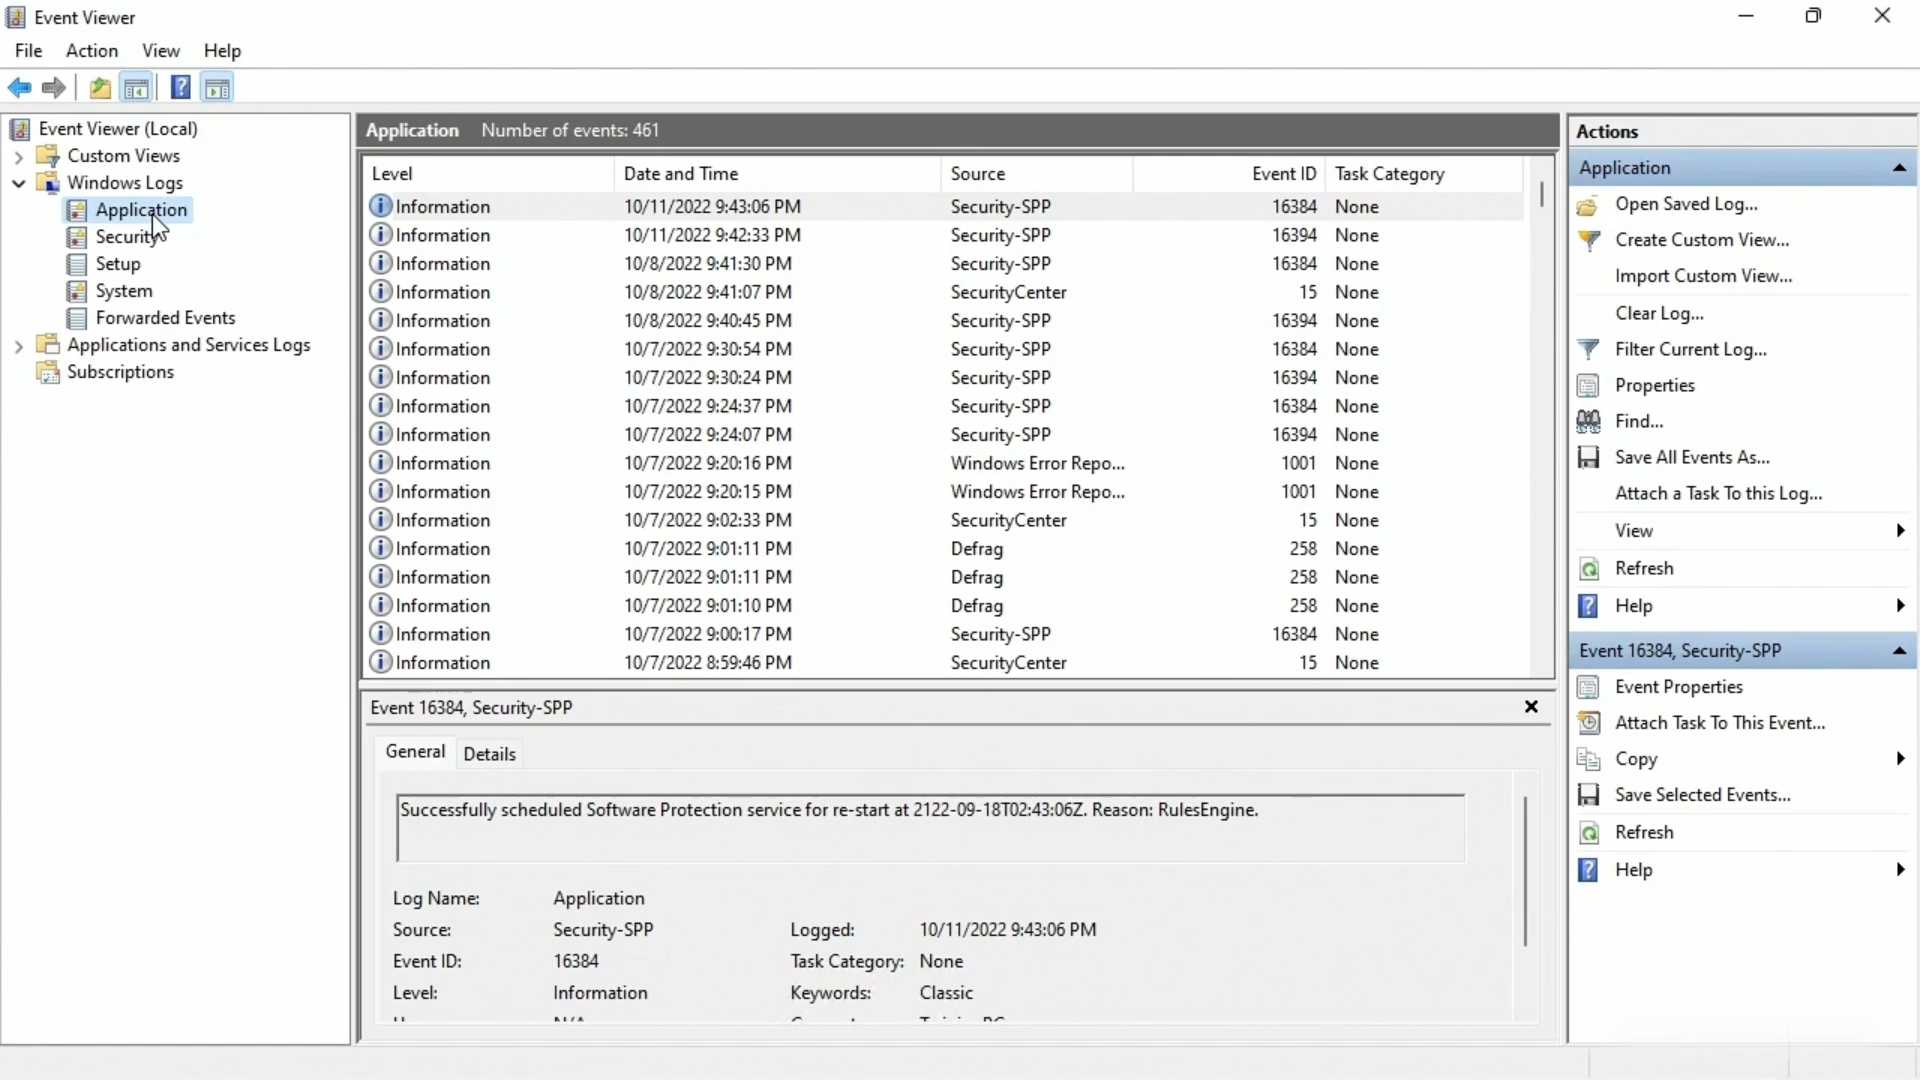 Event Viewer
File Action View Help
Event Viewer (Local)
Custom Views
Windows Logs
Application
Security
Setup
System
Forwarded Events
Applications and Services Logs
Subscriptions
Application Number of events: 461
Level Date and Time Source Event ID Task Category
Information 10/11/2022 9:43:06 PM Security-SPP 16384 None
Information 10/11/2022 9:42:33 PM Security-SPP 16394 None
Information 10/8/2022 9:41:30 PM Security-SPP 16384 None
Information 10/8/2022 9:41:07 PM SecurityCenter 15 None
Information 10/8/2022 9:40:45 PM Security-SPP 16394 None
Information 10/7/2022 9:30:54 PM Security-SPP 16384 None
Information 10/7/2022 9:30:24 PM Security-SPP 16394 None
Information 10/7/2022 9:24:37 PM Security-SPP 16384 None
Information 10/7/2022 9:24:07 PM Security-SPP 16394 None
Information 10/7/2022 9:20:16 PM Windows Error Repo... 1001 None
Information 10/7/2022 9:20:15 PM Windows Error Repo... 1001 None
Information 10/7/2022 9:02:33 PM SecurityCenter 15 None
Information 10/7/2022 9:01:11 PM Defrag 258 None
Information 10/7/2022 9:01:11 PM Defrag 258 None
Information 10/7/2022 9:01:10 PM Defrag 258 None
Information 10/7/2022 9:00:17 PM Security-SPP 16384 None
Information 10/7/2022 8:59:46 PM SecurityCenter 15 None
Event 16384, Security-SPP
General Details
Successfully scheduled Software Protection service for re-start at 2122-09-18T02:43:06Z. Reason: RulesEngine.
Log Name: Application
Source: Security-SPP Logged: 10/11/2022 9:43:06 PM
Event ID: 16384 Task Category: None
Level: Information Keywords: Classic
Actions
Application
Open Saved Log...
Create Custom View...
Import Custom View...
Clear Log...
Filter Current Log...
Properties
Find...
Save All Events As...
Attach a Task To this Log...
View
Refresh
Help
Event 16384, Security-SPP
Event Properties
Attach Task To This Event...
Copy
Save Selected Events...
Refresh
Help